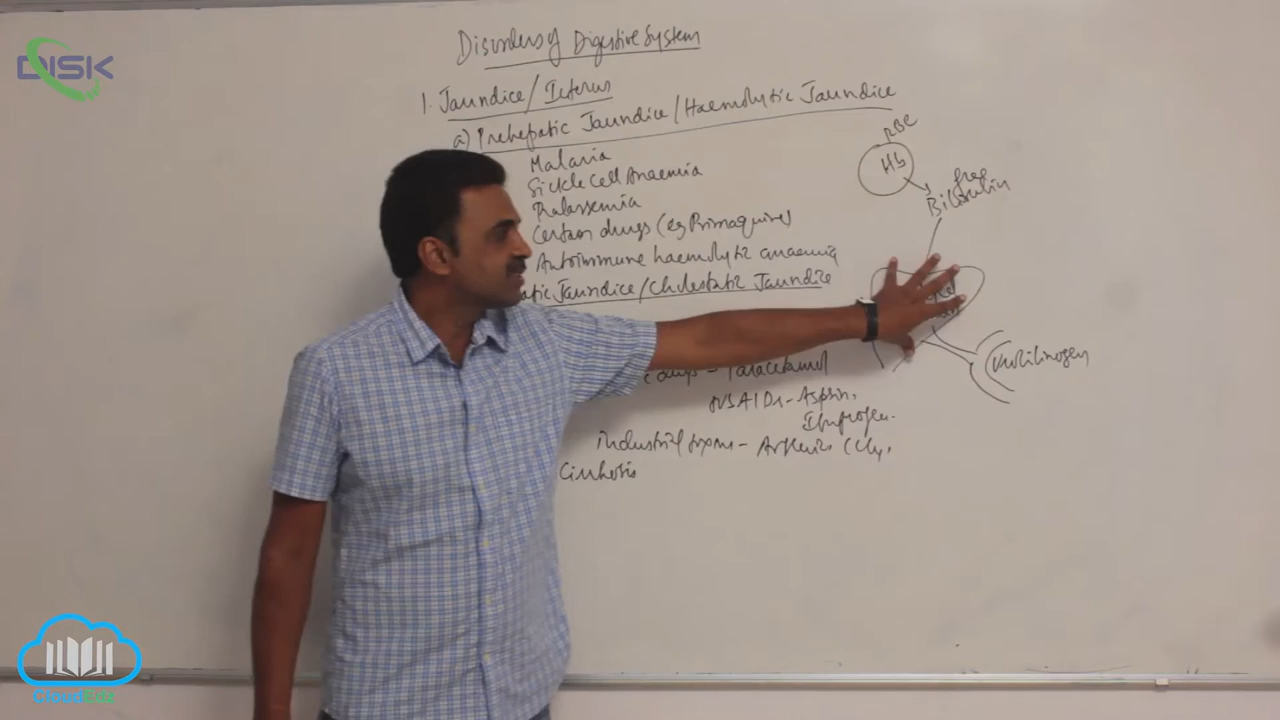 DISK
Disorders of Digestive System
1. Jaundice/Icterus
a) Prehepatic Jaundice/Haemolytic Jaundice
Malaria
Sickle Cell Anaemia
Thalassemia
Certain drugs (eg Primaquine)
Autoimmune haemolytic anaemia
atic Jaundice/Cholestatic Jaundice
drugs - Paracetamol
NSAIDs - Aspirin,
Ibuprofen.
industrial toxins - Arsenic, CCl4,
Cirrhosis
RBC
Hb
free
Bilirubin
Urobilinogen